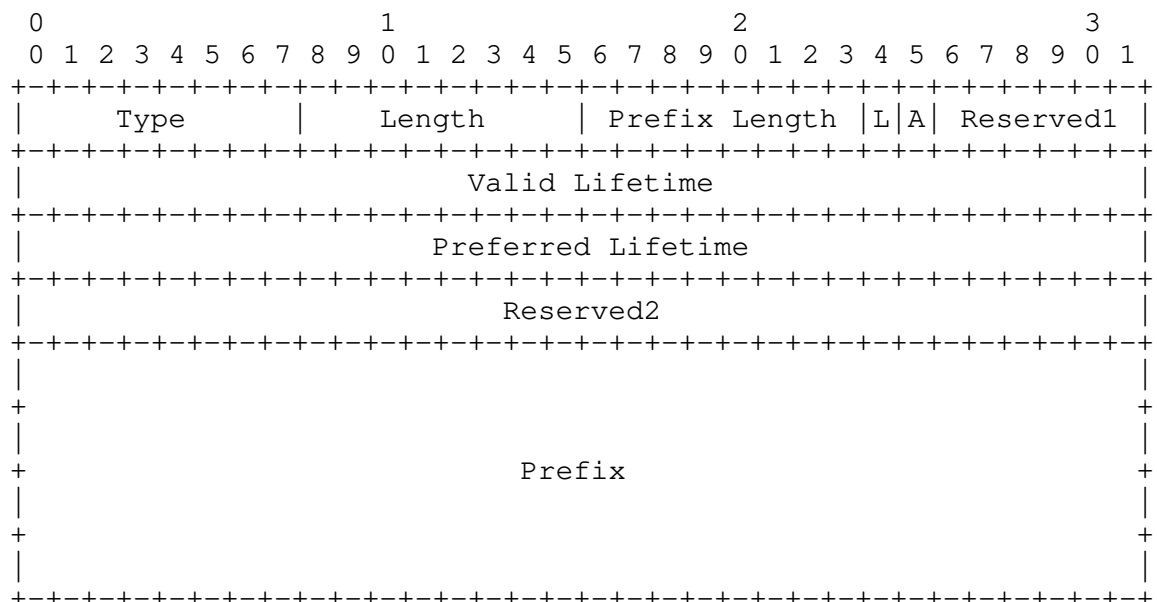 0                   1                   2                   3
 0 1 2 3 4 5 6 7 8 9 0 1 2 3 4 5 6 7 8 9 0 1 2 3 4 5 6 7 8 9 0 1
+-+-+-+-+-+-+-+-+-+-+-+-+-+-+-+-+-+-+-+-+-+-+-+-+-+-+-+-+-+-+-+-+
|     Type      |    Length     | Prefix Length |L|A| Reserved1 |
+-+-+-+-+-+-+-+-+-+-+-+-+-+-+-+-+-+-+-+-+-+-+-+-+-+-+-+-+-+-+-+-+
|                         Valid Lifetime                        |
+-+-+-+-+-+-+-+-+-+-+-+-+-+-+-+-+-+-+-+-+-+-+-+-+-+-+-+-+-+-+-+-+
|                       Preferred Lifetime                      |
+-+-+-+-+-+-+-+-+-+-+-+-+-+-+-+-+-+-+-+-+-+-+-+-+-+-+-+-+-+-+-+-+
|                           Reserved2                           |
+-+-+-+-+-+-+-+-+-+-+-+-+-+-+-+-+-+-+-+-+-+-+-+-+-+-+-+-+-+-+-+-+
|                                                               |
+                                                               +
|                                                               |
+                            Prefix                             +
|                                                               |
+                                                               +
|                                                               |
+-+-+-+-+-+-+-+-+-+-+-+-+-+-+-+-+-+-+-+-+-+-+-+-+-+-+-+-+-+-+-+-+